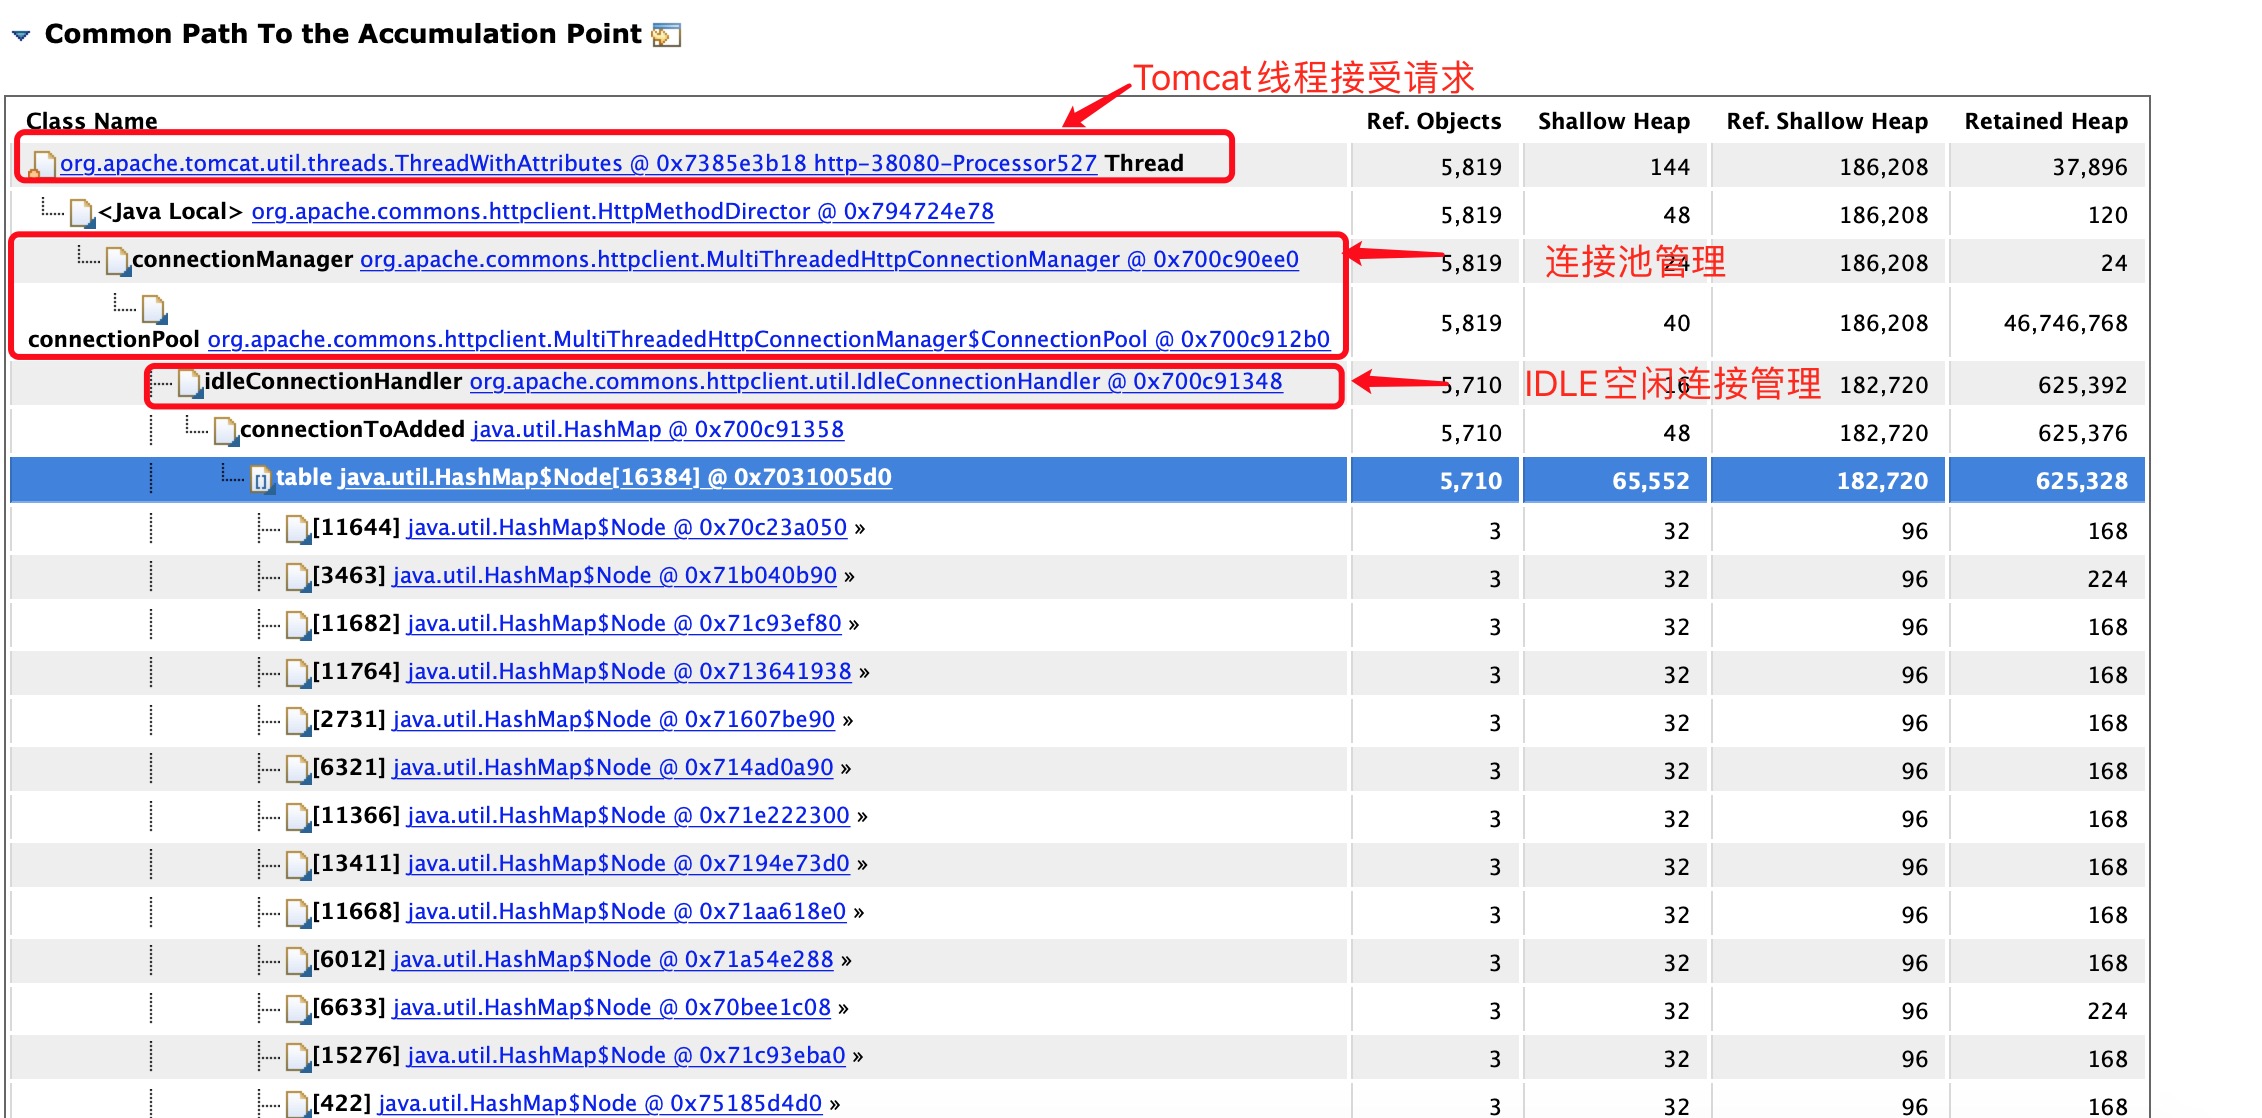 Common Path To the Accumulation Point
Tomcat线程接受请求
Class Name Ref. Objects Shallow Heap Ref. Shallow Heap Retained Heap
org.apache.tomcat.util.threads.ThreadWithAttributes @ 0x7385e3b18 http-38080-Processor527 Thread 5,819 144 186,208 37,896
<Java Local> org.apache.commons.httpclient.HttpMethodDirector @ 0x794724e78 5,819 48 186,208 120
connectionManager org.apache.commons.httpclient.MultiThreadedHttpConnectionManager @ 0x700c90ee0 5,819 24 186,208 24
连接池管理
connectionPool org.apache.commons.httpclient.MultiThreadedHttpConnectionManager$ConnectionPool @ 0x700c912b0 5,819 40 186,208 46,746,768
idleConnectionHandler org.apache.commons.httpclient.util.IdleConnectionHandler @ 0x700c91348 5,710 16 182,720 625,392
IDLE空闲连接管理
connectionToAdded java.util.HashMap @ 0x700c91358 5,710 48 182,720 625,376
table java.util.HashMap$Node[16384] @ 0x7031005d0 5,710 65,552 182,720 625,328
[11644] java.util.HashMap$Node @ 0x70c23a050 » 3 32 96 168
[3463] java.util.HashMap$Node @ 0x71b040b90 » 3 32 96 224
[11682] java.util.HashMap$Node @ 0x71c93ef80 » 3 32 96 168
[11764] java.util.HashMap$Node @ 0x713641938 » 3 32 96 168
[2731] java.util.HashMap$Node @ 0x71607be90 » 3 32 96 168
[6321] java.util.HashMap$Node @ 0x714ad0a90 » 3 32 96 168
[11366] java.util.HashMap$Node @ 0x71e222300 » 3 32 96 168
[13411] java.util.HashMap$Node @ 0x7194e73d0 » 3 32 96 168
[11668] java.util.HashMap$Node @ 0x71aa618e0 » 3 32 96 168
[6012] java.util.HashMap$Node @ 0x71a54e288 » 3 32 96 168
[6633] java.util.HashMap$Node @ 0x70bee1c08 » 3 32 96 224
[15276] java.util.HashMap$Node @ 0x71c93eba0 » 3 32 96 168
[422] java.util.HashMap$Node @ 0x75185d4d0 » 3 32 96 168